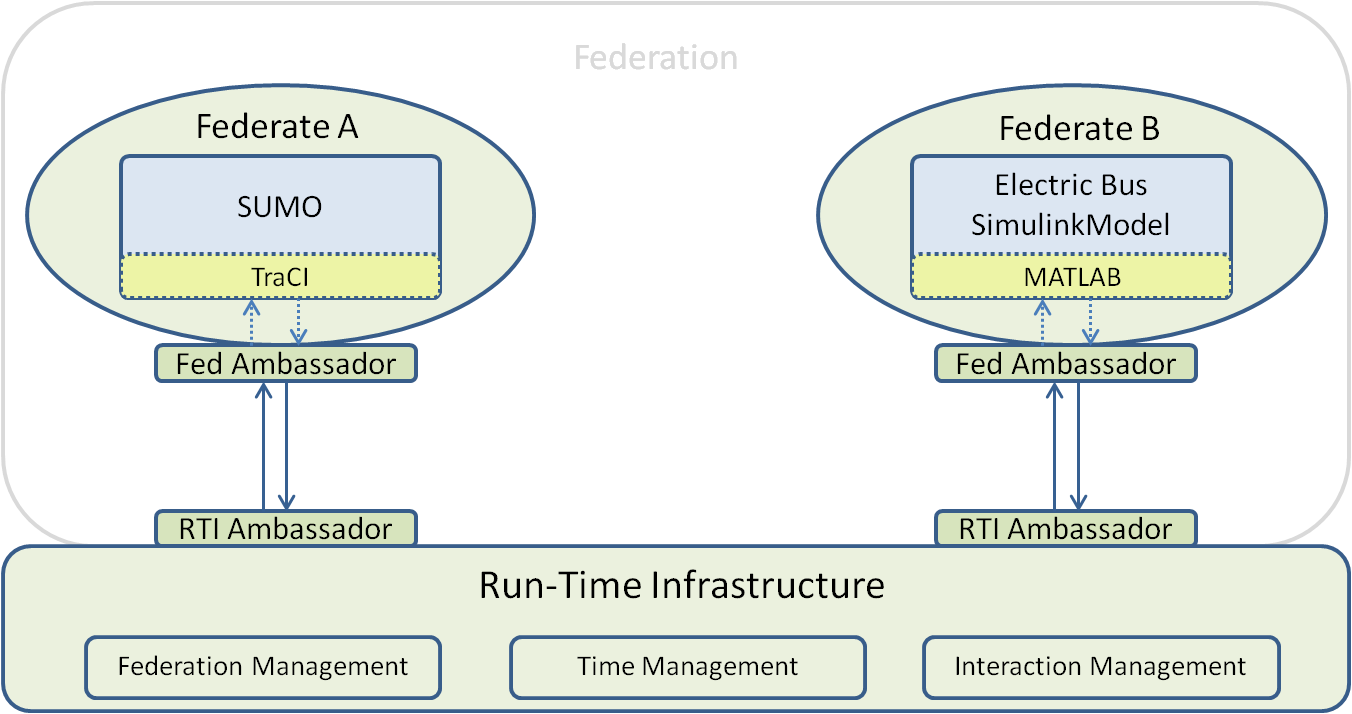 Federation
Federate A
SUMO
TraCI
Fed Ambassador
RTI Ambassador
Federate B
Electric Bus
SimulinkModel
MATLAB
Fed Ambassador
RTI Ambassador
Run-Time Infrastructure
Federation Management
Time Management
Interaction Management